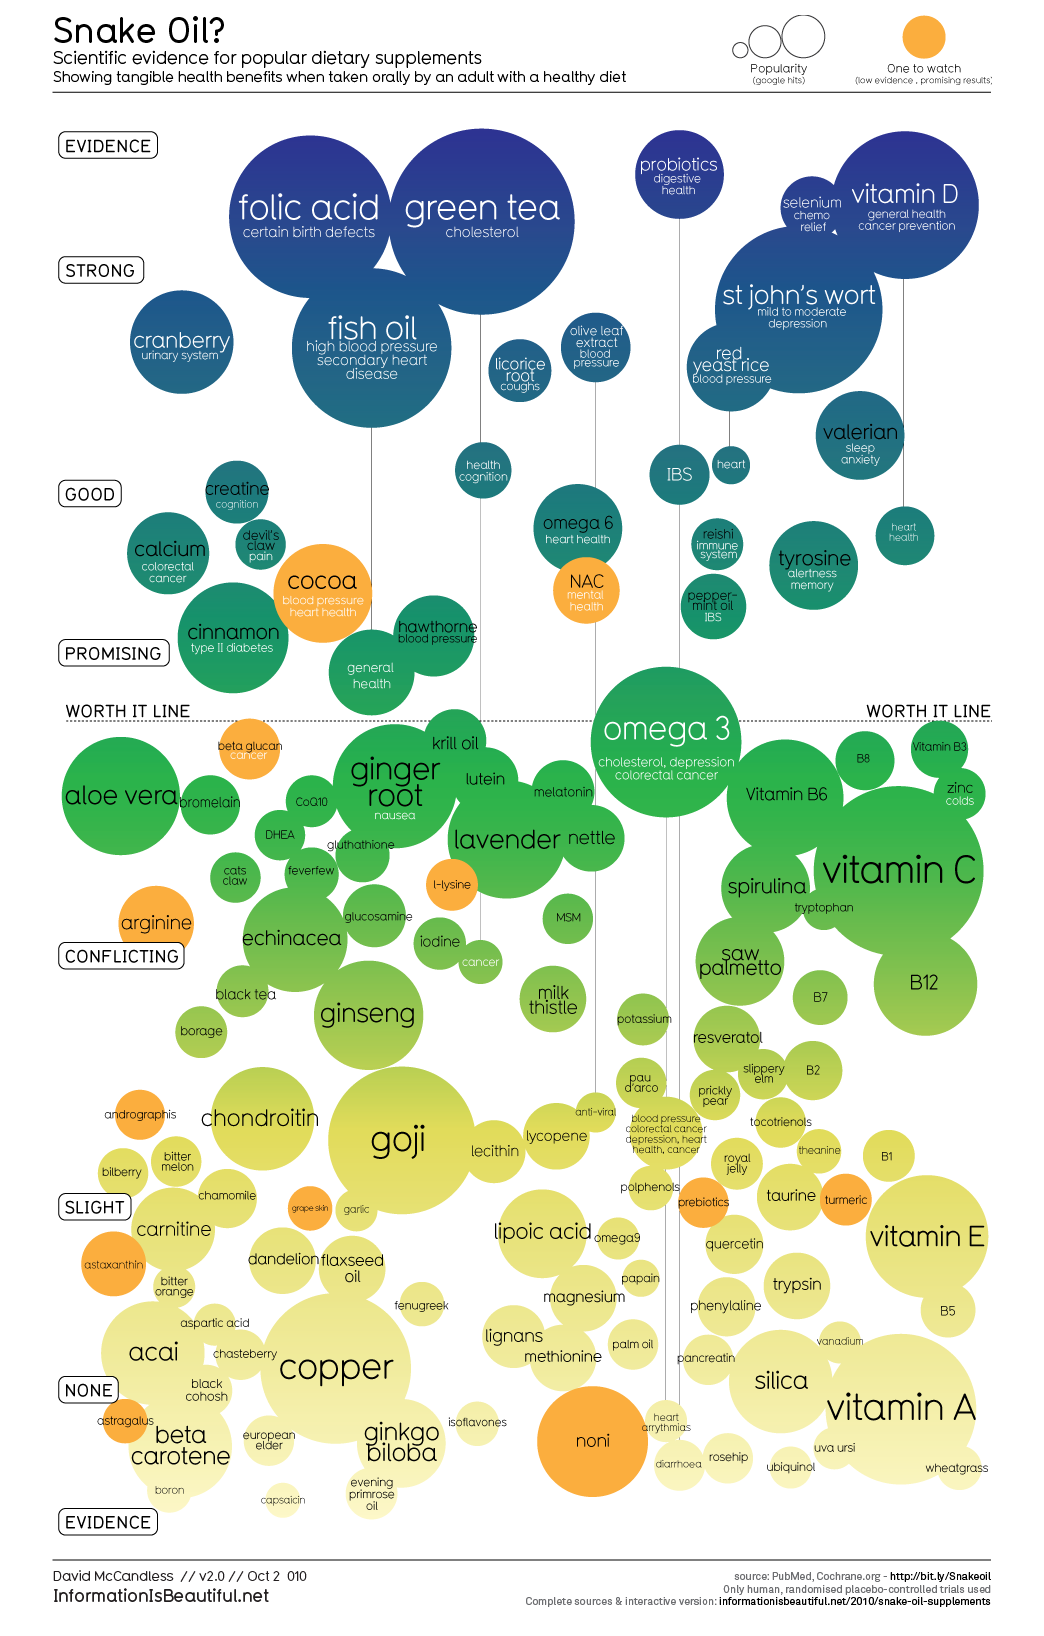 Snake Oil?
Scientific evidence for popular dietary supplements
Showing tangible health benefits when taken orally by an adult with a healthy diet
Popularity
(google hits)
One to watch
(low evidence , promising results)
EVIDENCE
folic acid
certain birth defects
green tea
cholesterol
probiotics
digestive
health
selenium
chemo
relief
vitamin D
general health
cancer prevention
STRONG
cranberry
urinary system
fish oil
high blood pressure
secondary heart
disease
licorice
root
coughs
olive leaf
extract
blood
pressure
st john's wort
mild to moderate
depression
red
yeast rice
blood pressure
valerian
sleep
anxiety
health
cognition
IBS
heart
GOOD
creatine
cognition
calcium
colorectal
cancer
devil's
claw
pain
cocoa
blood pressure
heart health
omega 6
heart health
NAC
mental
health
reishi
immune
system
pepper-
mint oil
IBS
tyrosine
alertness
memory
heart
health
cinnamon
type II diabetes
hawthorne
blood pressure
general
health
PROMISING
WORTH IT LINE
WORTH IT LINE
omega 3
cholesterol, depression
colorectal cancer
beta glucan
cancer
krill oil
B8
Vitamin B3
aloe vera
bromelain
CoQ10
ginger
root
nausea
lutein
melatonin
Vitamin B6
zinc
colds
DHEA
gluthathione
lavender
nettle
cats
claw
feverfew
l-lysine
spirulina
vitamin C
tryptophan
arginine
echinacea
glucosamine
iodine
MSM
CONFLICTING
cancer
saw
palmetto
B12
black tea
ginseng
milk
thistle
B7
borage
potassium
resveratol
slippery
elm
B2
pau
d'arco
prickly
pear
andrographis
chondroitin
goji
anti-viral
lycopene
lecithin
blood pressure
colorectal cancer
depression, heart
health, cancer
tocotrienols
theanine
B1
bilberry
bitter
melon
royal
jelly
chamomile
polphenols
SLIGHT
carnitine
grape skin
garlic
prebiotics
taurine
turmeric
lipoic acid
omega9
quercetin
vitamin E
astaxanthin
dandelion
flaxseed
oil
bitter
orange
papain
trypsin
magnesium
fenugreek
phenylaline
B5
aspartic acid
lignans
methionine
palm oil
vanadium
acai
chasteberry
copper
pancreatin
silica
NONE
black
cohosh
vitamin A
astragalus
beta
carotene
european
elder
ginkgo
biloba
isoflavones
noni
heart
arrythmias
diarrhoea
rosehip
ubiquinol
uva ursi
wheatgrass
boron
capsaicin
evening
primrose
oil
EVIDENCE
David McCandless // v2.0 // Oct 2 010
InformationIsBeautiful.net
source: PubMed, Cochrane.org - http://bit.ly/Snakeoil
Only human, randomised placebo-controlled trials used
Complete sources & interactive version: informationisbeautiful.net/2010/snake-oil-supplements